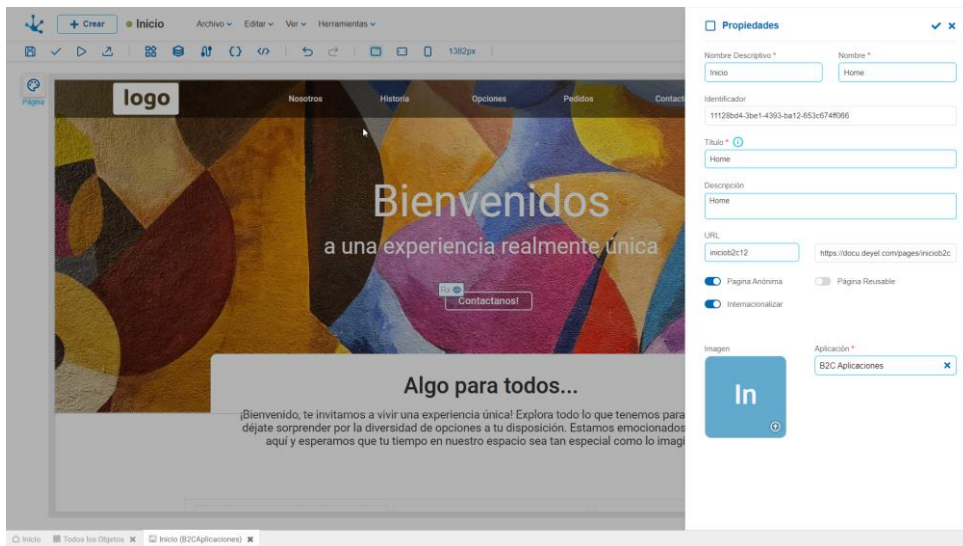 + Crear
Inicio
Archivo
Editar
Ver
Herramientas
1382px
Página
logo
Nosotros
Historia
Opciones
Pedidos
Contact
Bienvenidos
a una experiencia realmente única
Rx
Contactanos!
Algo para todos...
¡Bienvenido, te invitamos a vivir una experiencia única! Explora todo lo que tenemos para
déjate sorprender por la diversidad de opciones a tu disposición. Estamos emocionados
aquí y esperamos que tu tiempo en nuestro espacio sea tan especial como lo imagi
Propiedades
Nombre Descriptivo *
Nombre *
Inicio
Home
Identificador
11128bd4-3be1-4393-ba12-653c674ff066
Título *
Home
Descripción
Home
URL
iniciob2c12
https://docu.deyel.com/pages/iniciob2c
Pagina Anónima
Página Reusable
Internacionalizar
Imagen
Aplicación *
B2C Aplicaciones
In
Inicio
Todos los Objetos
Inicio (B2CAplicaciones)